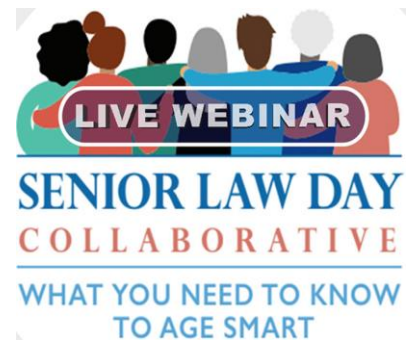 LIVE WEBINAR
SENIOR LAW DAY
COLLABORATIVE
WHAT YOU NEED TO KNOW
TO AGE SMART